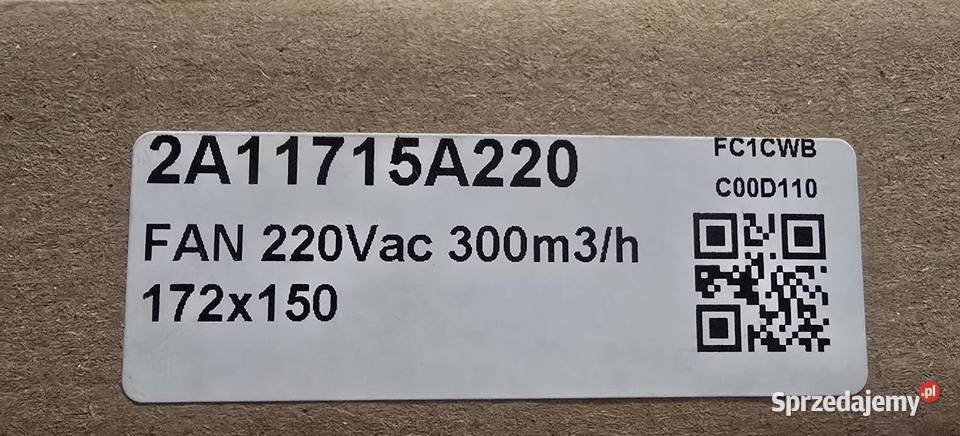 2A11715A220
FC1CWB
C00D110
FAN 220Vac 300m3/h
172x150
Sprzedajemy.pl